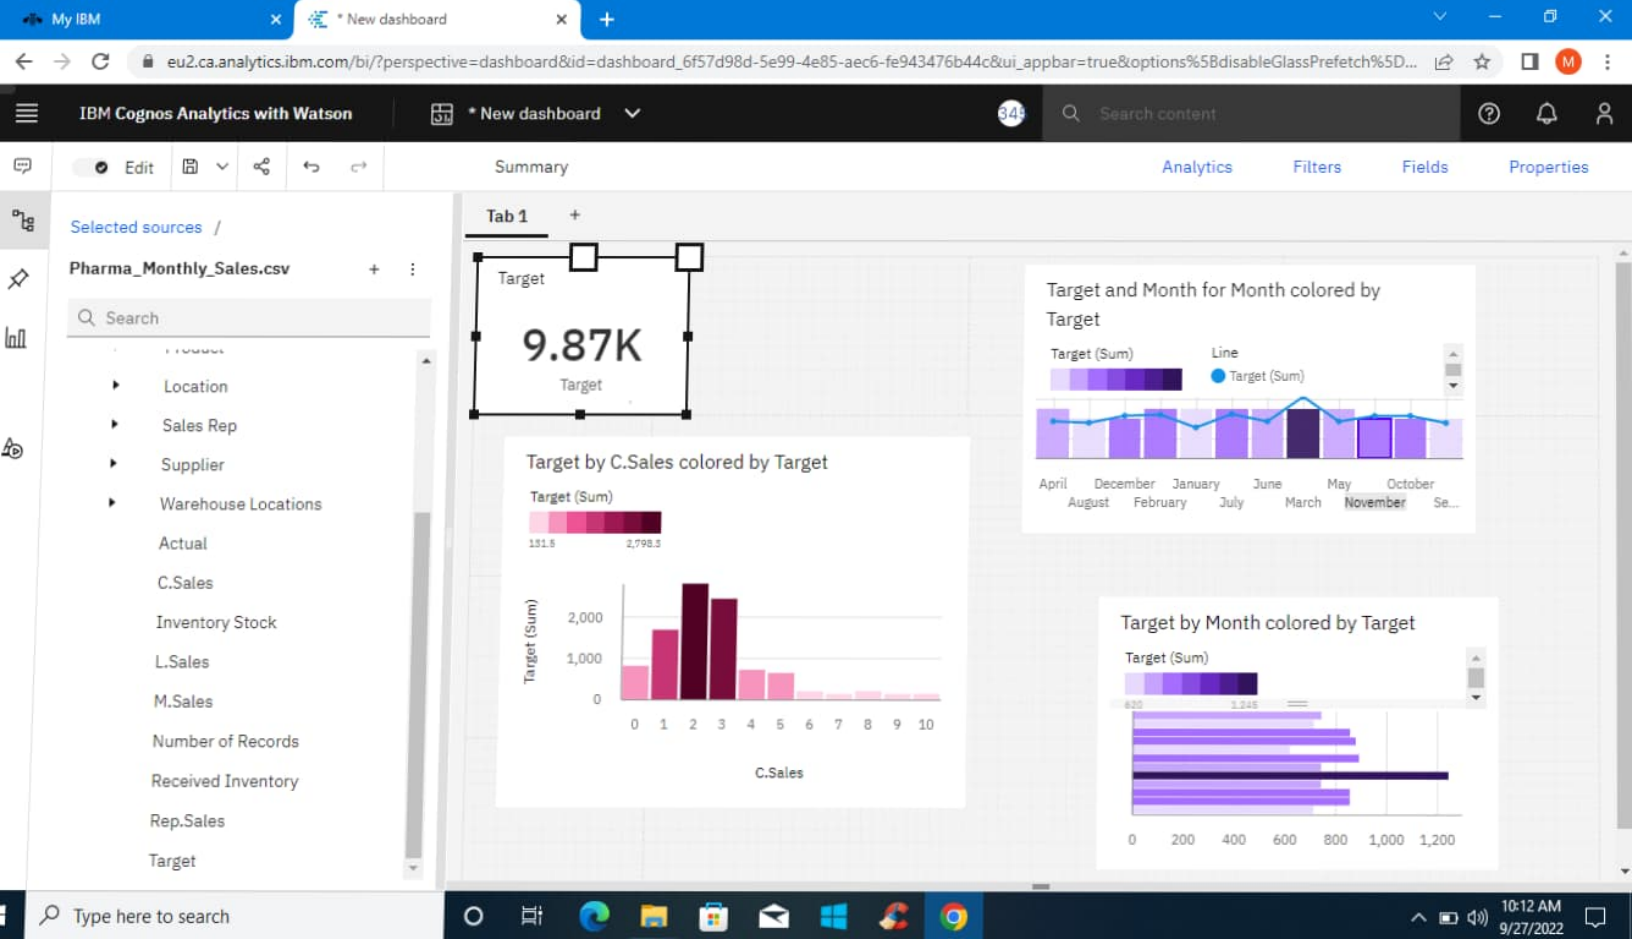 My IBM
* New dashboard
eu2.ca.analytics.ibm.com/bi/?perspective=dashboard&id=dashboard_6f57d98d-5e99-4e85-aec6-fe943476b44c&ui_appbar=true&options%5BdisableGlassPrefetch%5D...
M
IBM Cognos Analytics with Watson
* New dashboard
Search content
Edit
Summary
Analytics
Filters
Fields
Properties
Selected sources /
Pharma_Monthly_Sales.csv
Search
Location
Sales Rep
Supplier
Warehouse Locations
Actual
C.Sales
Inventory Stock
L.Sales
M.Sales
Number of Records
Received Inventory
Rep.Sales
Target
Tab 1
Target
9.87K
Target
Target by C.Sales colored by Target
Target (Sum)
131.5 2,798.5
Target (Sum)
2,000
1,000
0
0 1 2 3 4 5 6 7 8 9 10
C.Sales
Target and Month for Month colored by
Target
Target (Sum)
Line
Target (Sum)
April December January June May October
August February July March November Se...
Target by Month colored by Target
Target (Sum)
620 1,245
0 200 400 600 800 1,000 1,200
Type here to search
10:12 AM
9/27/2022